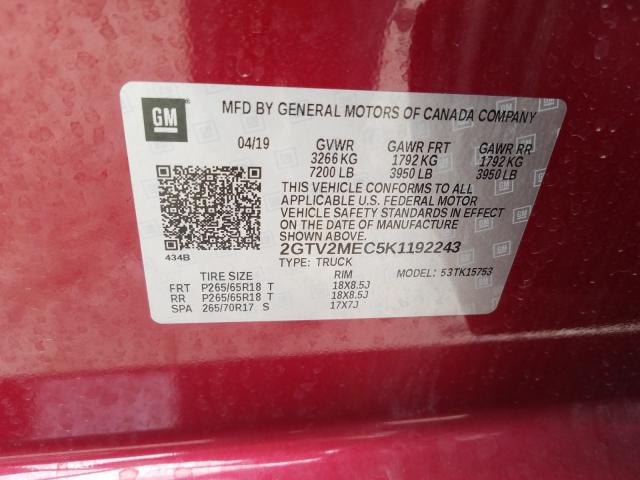 GM
MFD BY GENERAL MOTORS OF CANADA COMPANY
04/19 GVWR GAWR FRT GAWR RR
3266 KG 1792 KG 1792 KG
7200 LB 3950 LB 3950 LB
THIS VEHICLE CONFORMS TO ALL
APPLICABLE U.S. FEDERAL MOTOR
VEHICLE SAFETY STANDARDS IN EFFECT
ON THE DATE OF MANUFACTURE
SHOWN ABOVE.
434B 2GTV2MEC5K1192243
TYPE: TRUCK
TIRE SIZE RIM MODEL: 53TK15753
FRT P265/65R18 T 18X8.5J
RR P265/65R18 T 18X8.5J
SPA 265/70R17 S 17X7J